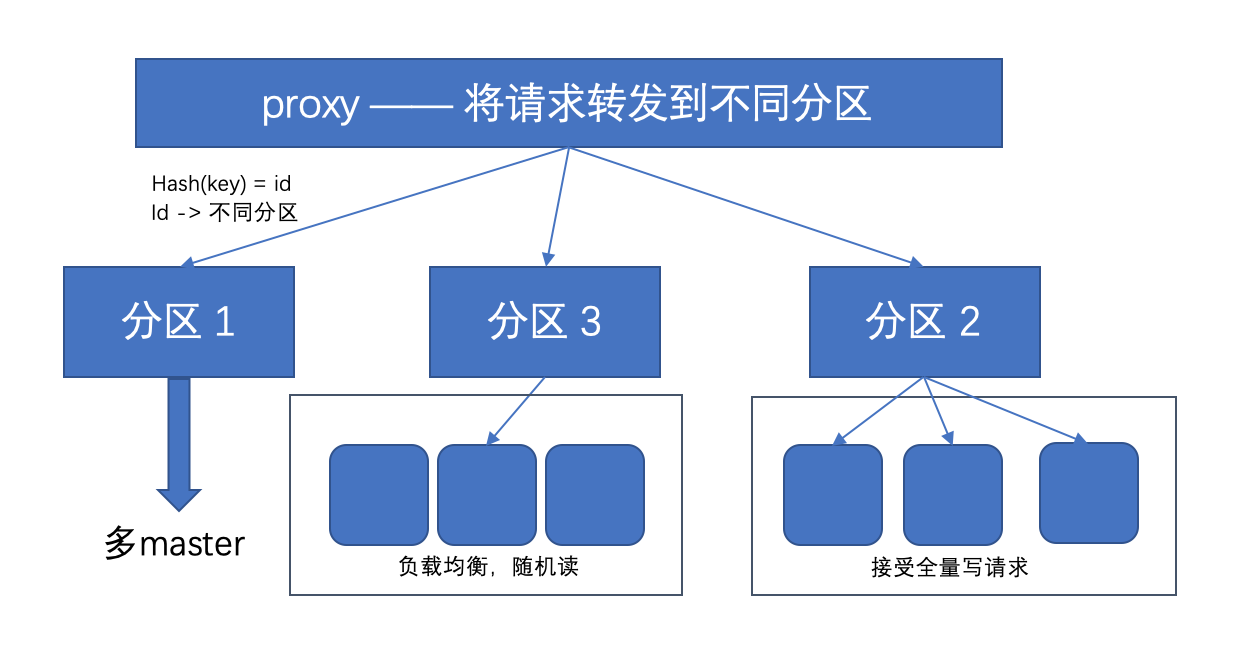 proxy —— 将请求转发到不同分区
Hash(key) = id
Id -> 不同分区
分区 1
分区 3
分区 2
多master
负载均衡，随机读
接受全量写请求